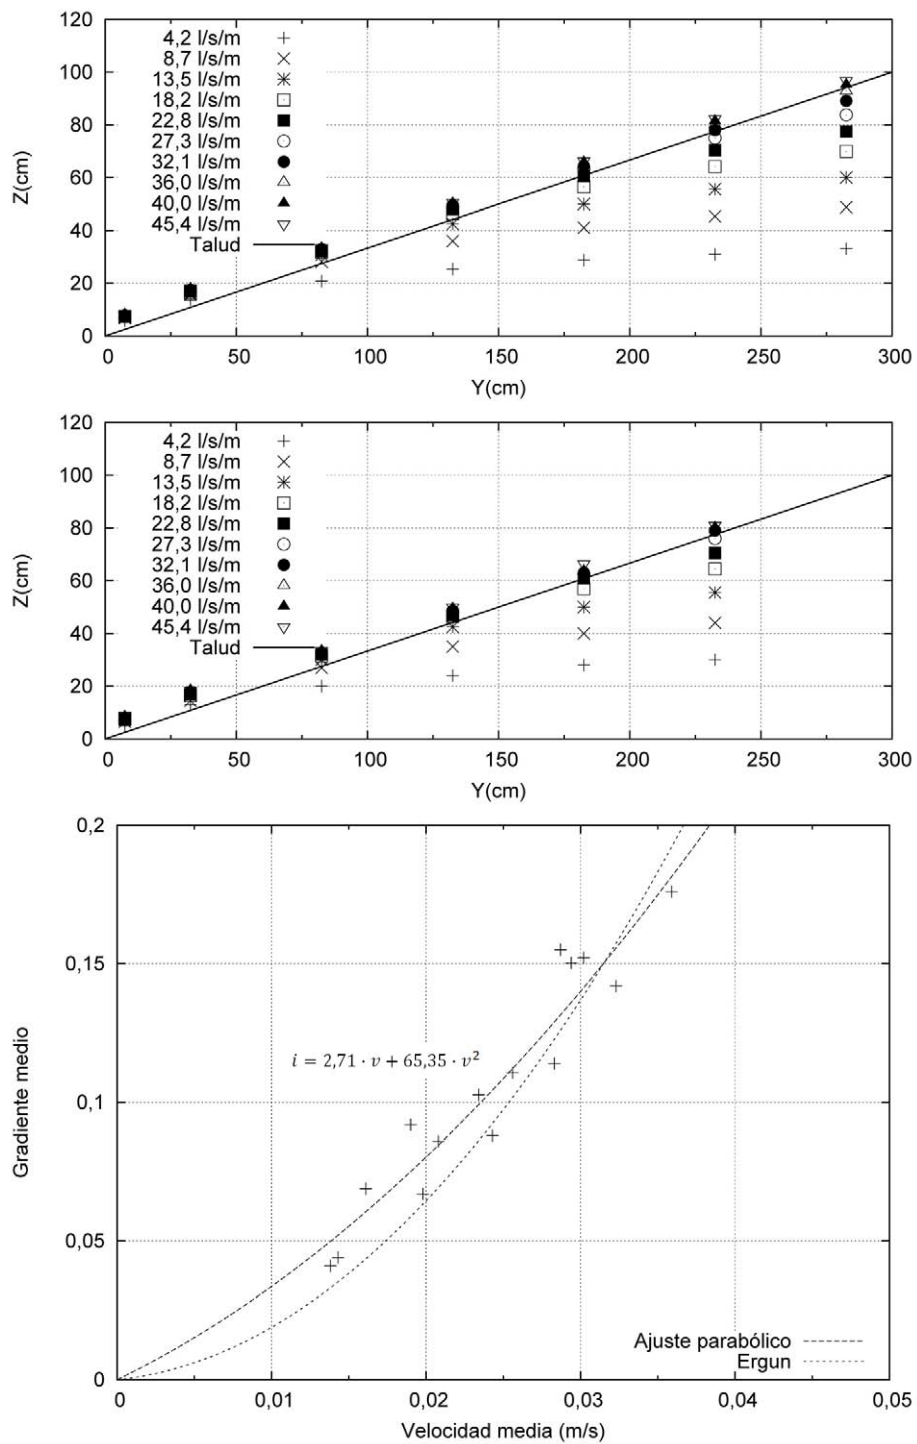 120
100
80
60
40
20
0
Z(cm)
4,2 l/s/m
8,7 l/s/m
13,5 l/s/m
18,2 l/s/m
22,8 l/s/m
27,3 l/s/m
32,1 l/s/m
36,0 l/s/m
40,0 l/s/m
45,4 l/s/m
Talud
0 50 100 150 200 250 300
Y(cm)
120
100
80
60
40
20
0
Z(cm)
4,2 l/s/m
8,7 l/s/m
13,5 l/s/m
18,2 l/s/m
22,8 l/s/m
27,3 l/s/m
32,1 l/s/m
36,0 l/s/m
40,0 l/s/m
45,4 l/s/m
Talud
0 50 100 150 200 250 300
Y(cm)
0,2
0,15
0,1
0,05
0
Gradiente medio
i = 2,71 · v + 65,35 · v²
Ajuste parabólico
Ergun
0 0,01 0,02 0,03 0,04 0,05
Velocidad media (m/s)